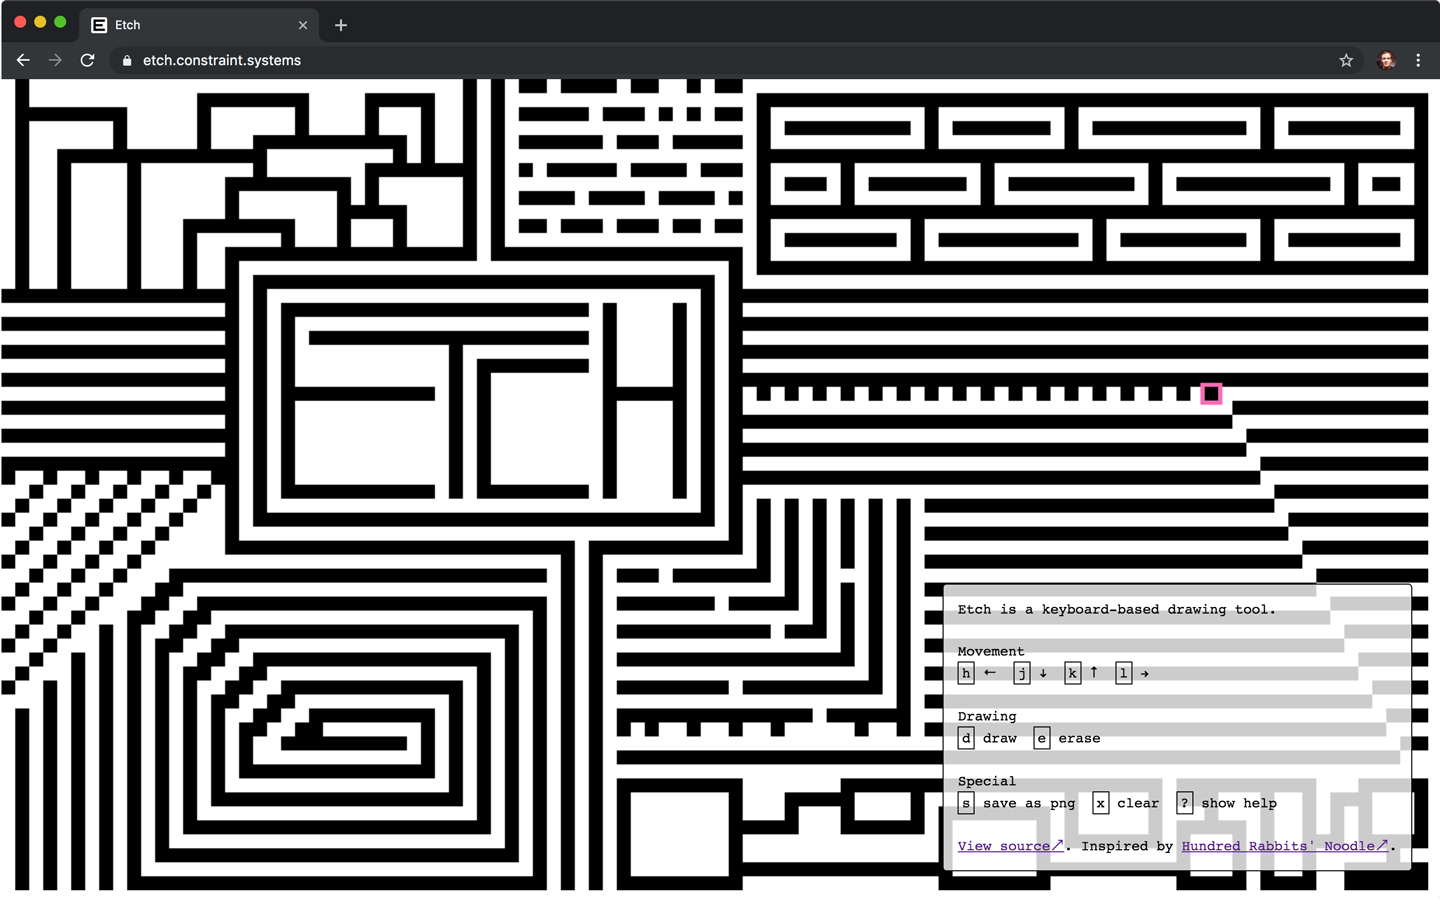 Etch
etch.constraint.systems
ETCH
Etch is a keyboard-based drawing tool.
Movement
h ← j ↓ k ↑ l →
Drawing
d draw e erase
Special
s save as png x clear ? show help
View source↗. Inspired by Hundred Rabbits' Noodle↗.